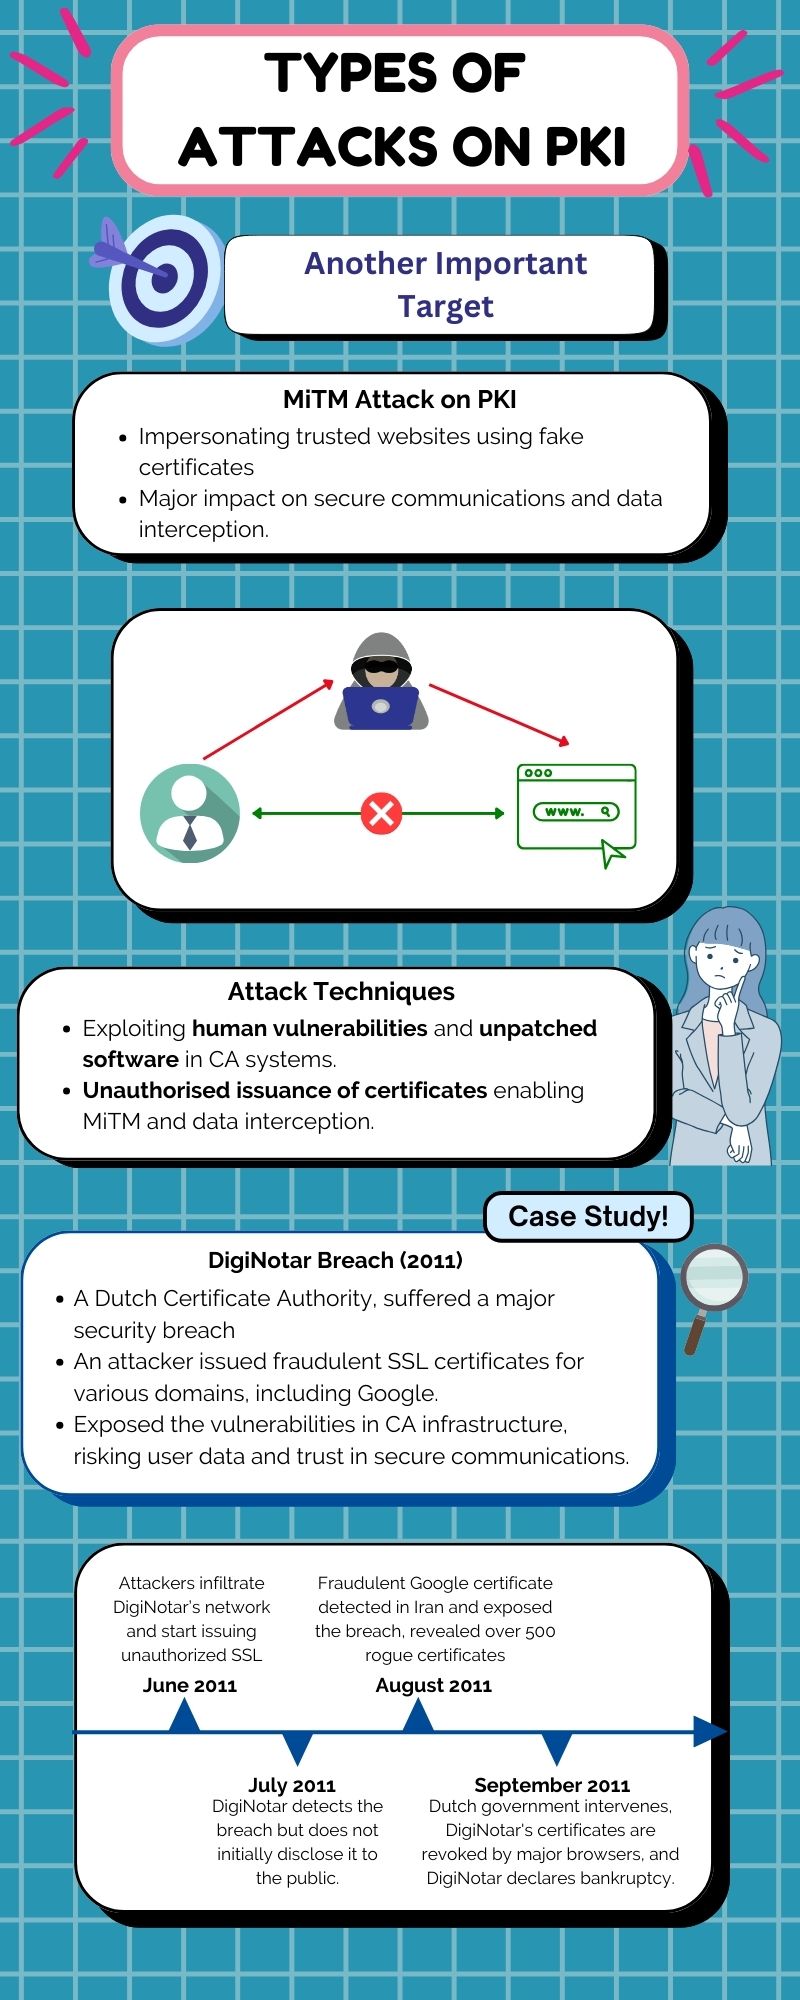 TYPES OF
ATTACKS ON PKI
Another Important
Target
MiTM Attack on PKI
• Impersonating trusted websites using fake
certificates
• Major impact on secure communications and data
interception.
www.
Attack Techniques
• Exploiting human vulnerabilities and unpatched
software in CA systems.
• Unauthorised issuance of certificates enabling
MiTM and data interception.
Case Study!
DigiNotar Breach (2011)
• A Dutch Certificate Authority, suffered a major
security breach
• An attacker issued fraudulent SSL certificates for
various domains, including Google.
• Exposed the vulnerabilities in CA infrastructure,
risking user data and trust in secure communications.
Attackers infiltrate
DigiNotar's network
and start issuing
unauthorized SSL
June 2011
Fraudulent Google certificate
detected in Iran and exposed
the breach, revealed over 500
rogue certificates
August 2011
July 2011
DigiNotar detects the
breach but does not
initially disclose it to
the public.
September 2011
Dutch government intervenes,
DigiNotar's certificates are
revoked by major browsers, and
DigiNotar declares bankruptcy.